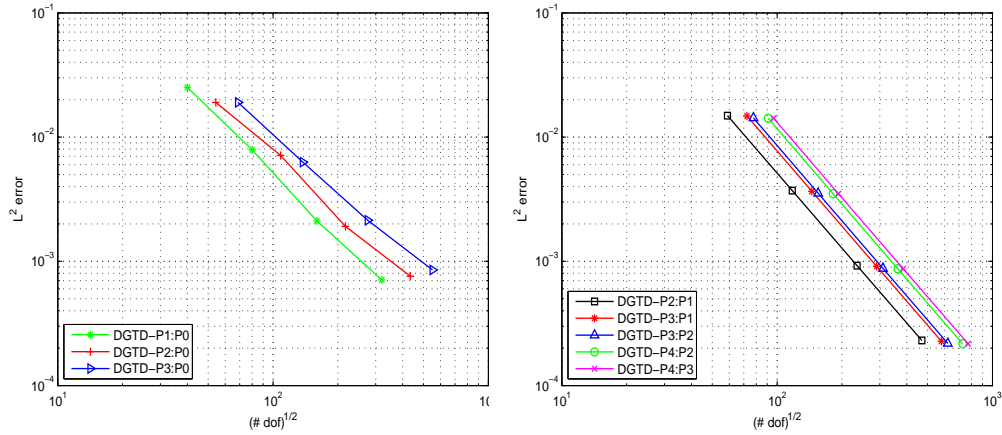 10^-1
10^-2
10^-3
10^-4
L^2 error
10^1
10^2
(# dof)^1/2
DGTD-P1:P0
DGTD-P2:P0
DGTD-P3:P0
10^-1
10^-2
10^-3
10^-4
L^2 error
10^1
10^2
10^3
(# dof)^1/2
DGTD-P2:P1
DGTD-P3:P1
DGTD-P3:P2
DGTD-P4:P2
DGTD-P4:P3